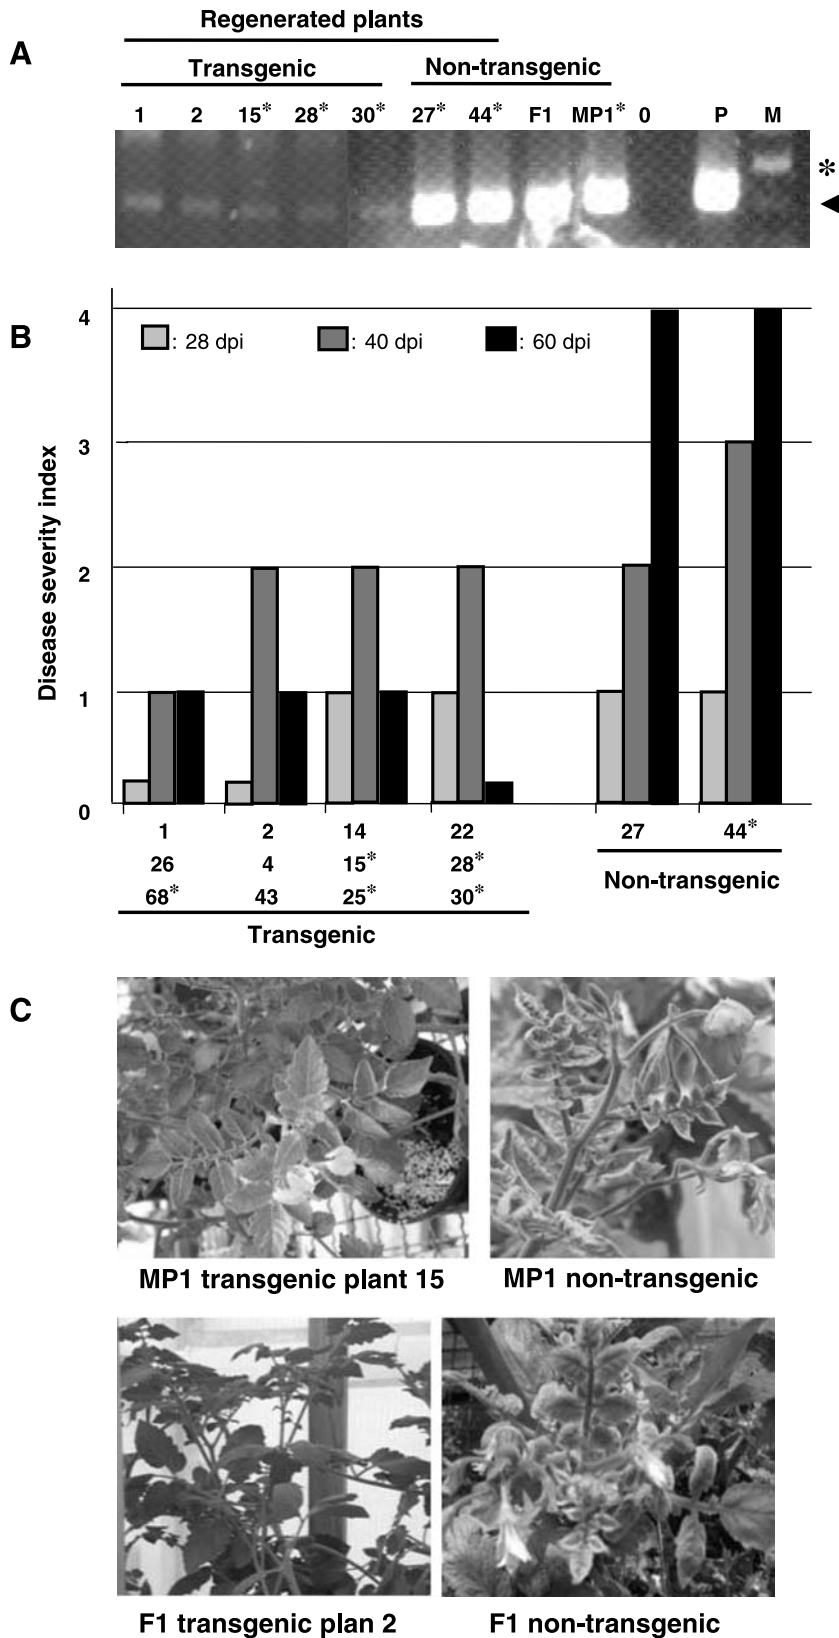 Regenerated plants
A
Transgenic Non-transgenic
1 2 15* 28* 30* 27* 44* F1 MP1* 0 P M
*
B
4
: 28 dpi : 40 dpi : 60 dpi
3
2
1
0
Disease severity index
1 2 14 22 27 44*
26 4 15* 28*
68* 43 25* 30*
Non-transgenic
Transgenic
C
MP1 transgenic plant 15 MP1 non-transgenic
F1 transgenic plan 2 F1 non-transgenic